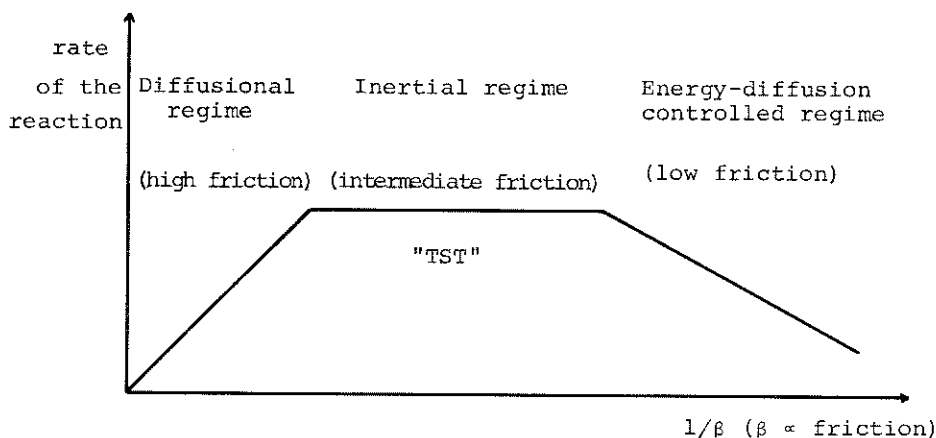 rate
of the
reaction
Diffusional
regime
Inertial regime
Energy-diffusion
controlled regime
(high friction)
(intermediate friction)
(low friction)
"TST"
1/β (β ∝ friction)